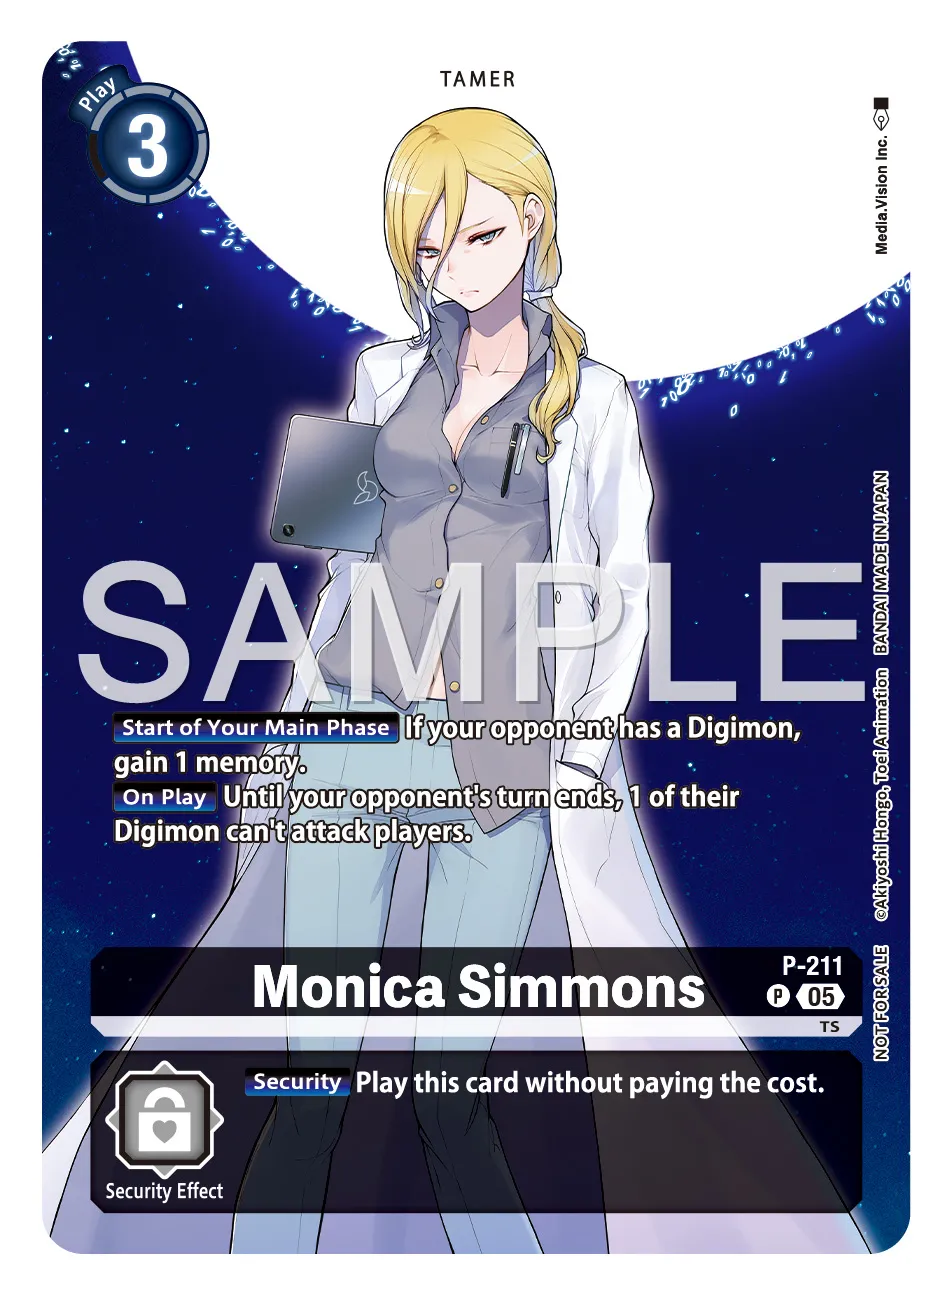 TAMER
Play
3
Media.Vision Inc.
SAMPLE
Start of Your Main Phase If your opponent has a Digimon,
gain 1 memory.
On Play Until your opponent's turn ends, 1 of their
Digimon can't attack players.
Monica Simmons
P-211
P 05
TS
Security Play this card without paying the cost.
Security Effect
NOT FOR SALE ©Akiyoshi Hongo, Toei Animation BANDAI MADE IN JAPAN